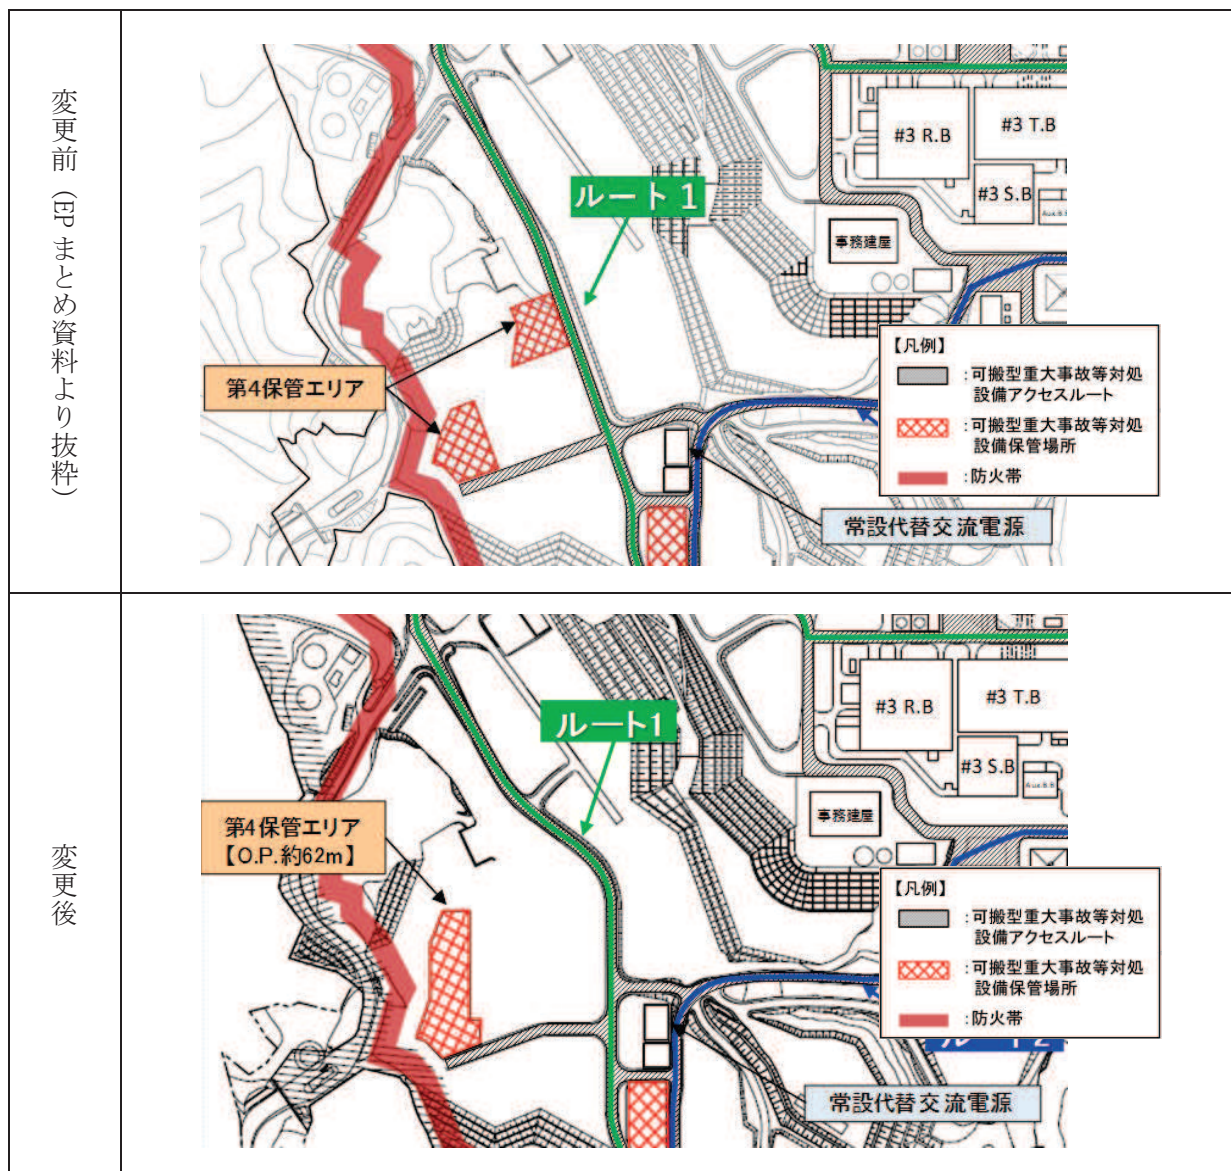 変更前（EPまとめ資料より抜粋）
ルート1
#3 R.B
#3 T.B
#3 S.B
Aux.B.B
事務建屋
第4保管エリア
【凡例】
：可搬型重大事故等対処
設備アクセスルート
：可搬型重大事故等対処
設備保管場所
：防火帯
常設代替交流電源
変更後
ルート1
#3 R.B
#3 T.B
#3 S.B
Aux.B.B
事務建屋
第4保管エリア
【O.P.約62m】
【凡例】
：可搬型重大事故等対処
設備アクセスルート
：可搬型重大事故等対処
設備保管場所
：防火帯
常設代替交流電源